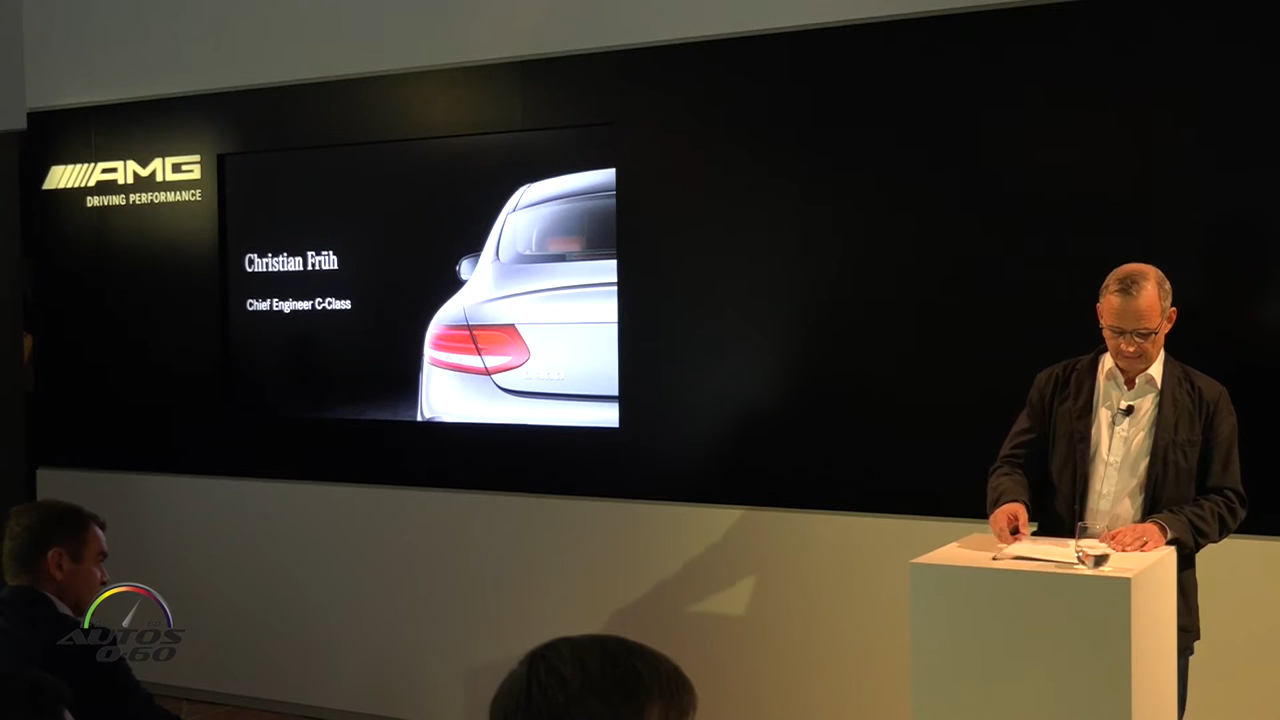 AMG
DRIVING PERFORMANCE
Christian Früh
Chief Engineer C-Class
AUTOS
0-60